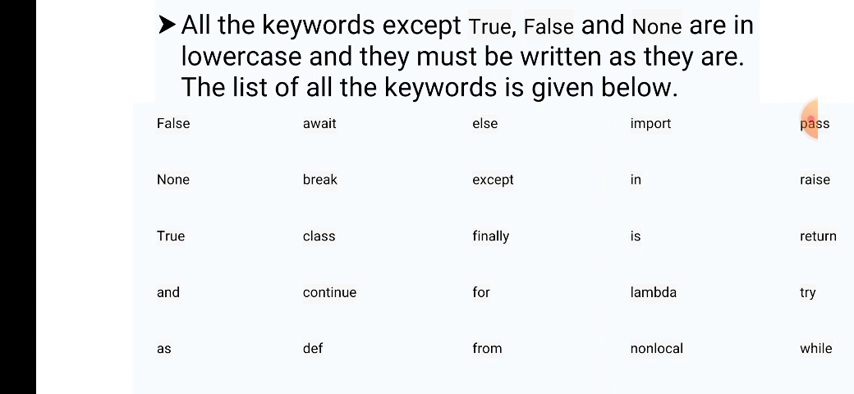 ➤ All the keywords except True, False and None are in
lowercase and they must be written as they are.
The list of all the keywords is given below.
False await else import pass
None break except in raise
True class finally is return
and continue for lambda try
as def from nonlocal while